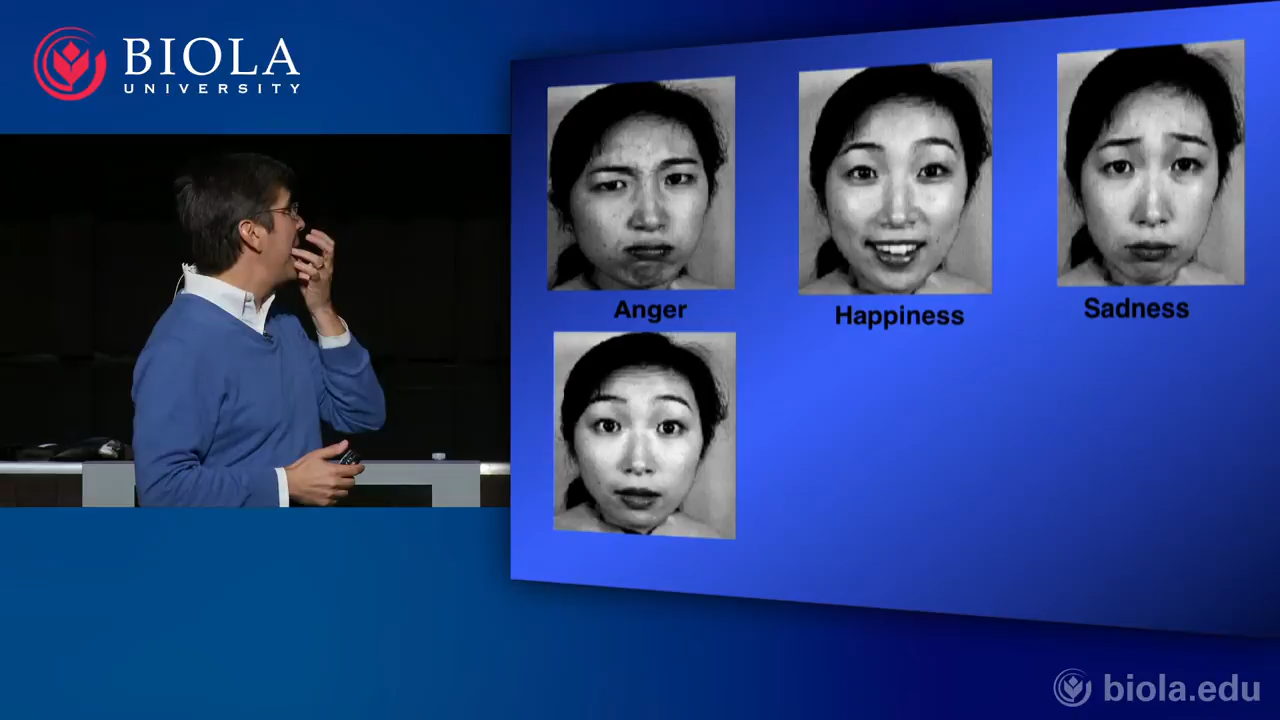 BIOLA
UNIVERSITY
Anger
Happiness
Sadness
biola.edu